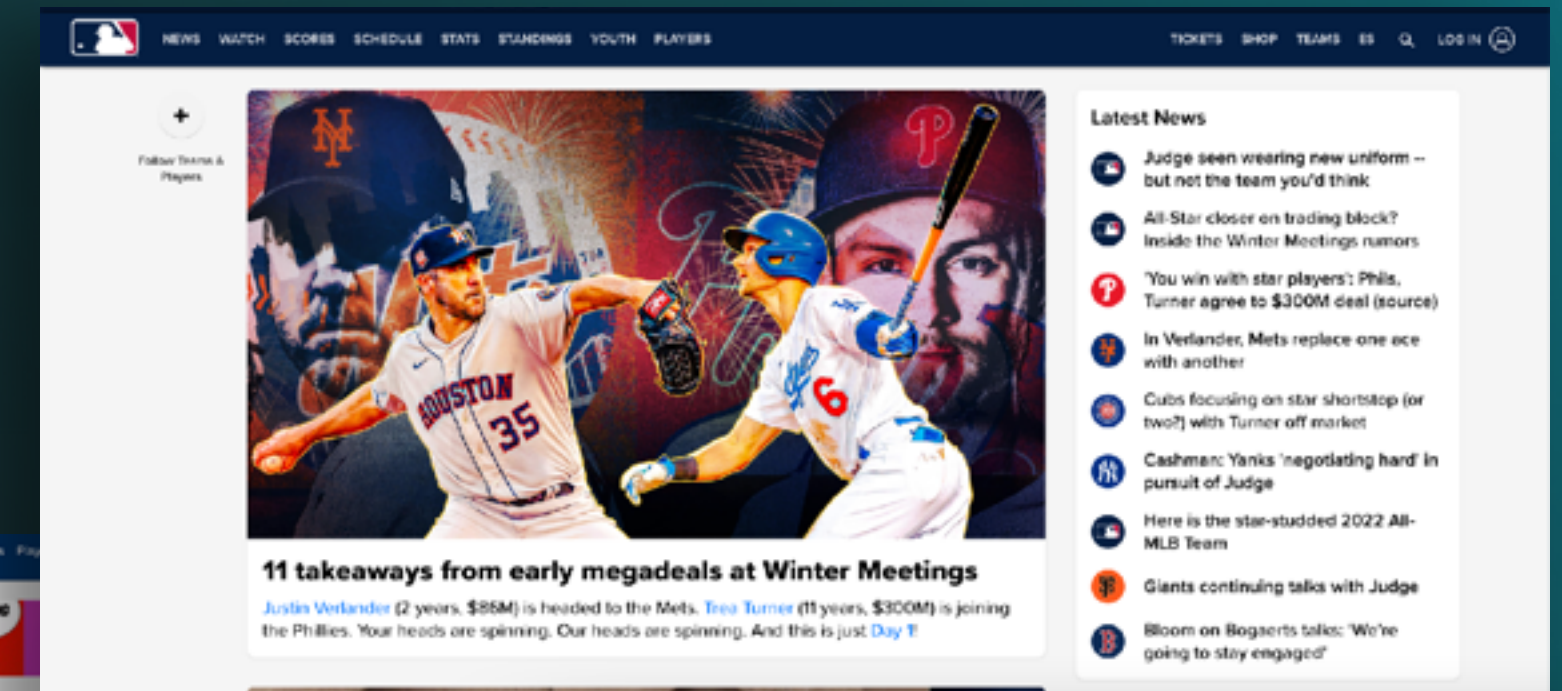 NEWS WATCH SCORES SCHEDULE STATS STANDINGS YOUTH PLAYERS
TICKETS SHOP TEAMS ES LOG IN
+
Follow Teams &
Players
HOUSTON
35
6
11 takeaways from early megadeals at Winter Meetings
Justin Verlander (2 years, $86M) is headed to the Mets. Trea Turner (11 years, $300M) is joining
the Phillies. Your heads are spinning. Our heads are spinning. And this is just Day 1!
Latest News
Judge seen wearing new uniform --
but not the team you'd think
All-Star closer on trading block?
Inside the Winter Meetings rumors
'You win with star players': Phils,
Turner agree to $300M deal (source)
In Verlander, Mets replace one ace
with another
Cubs focusing on star shortstop (or
two?) with Turner off market
Cashman: Yanks 'negotiating hard' in
pursuit of Judge
Here is the star-studded 2022 All-
MLB Team
Giants continuing talks with Judge
Bloom on Bogaerts talks: 'We're
going to stay engaged'